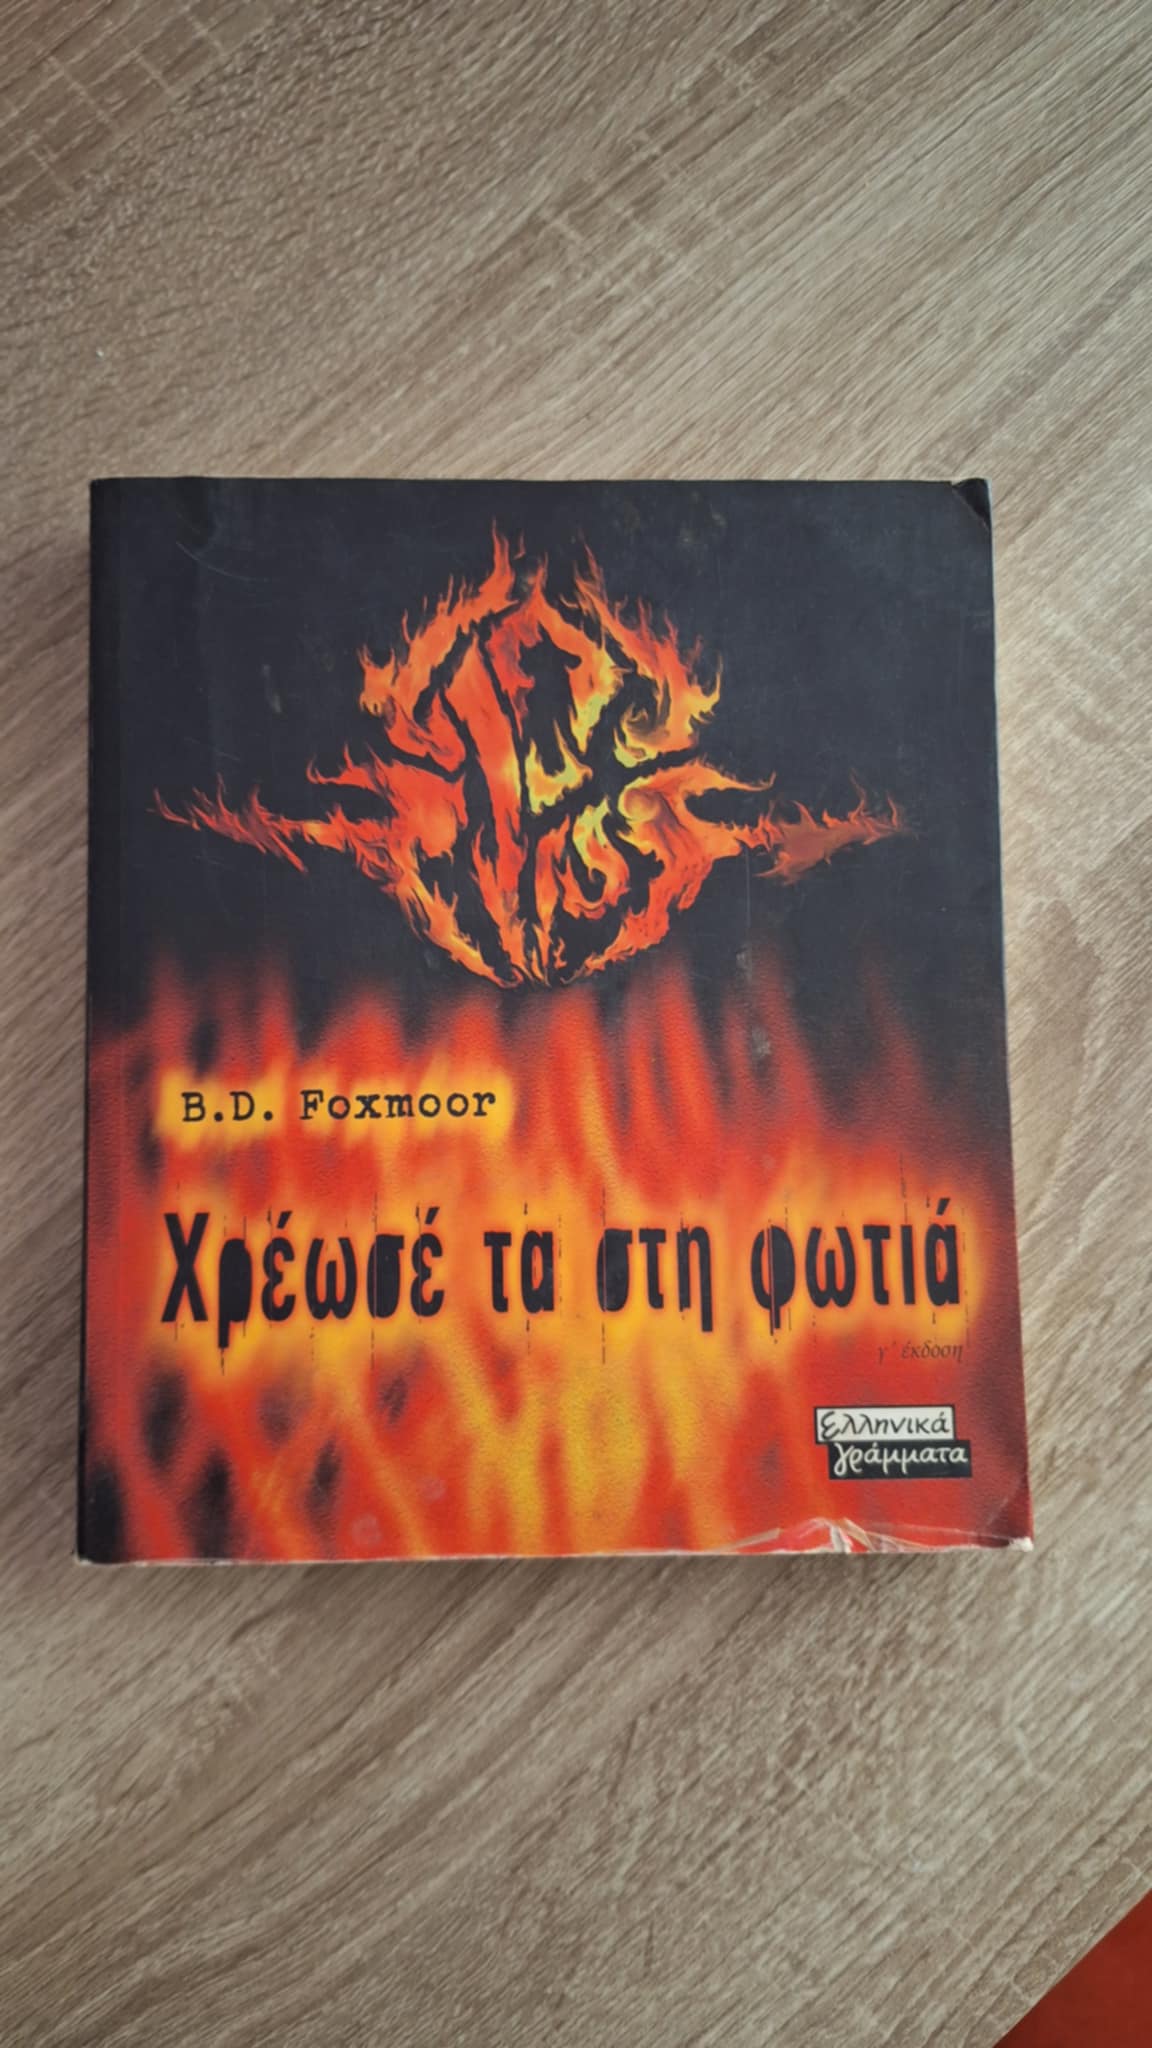 B.D. Foxmoor
Χρέωσέ τα στη φωτιά
γ΄ έκδοση
ελληνικά
γράμματα